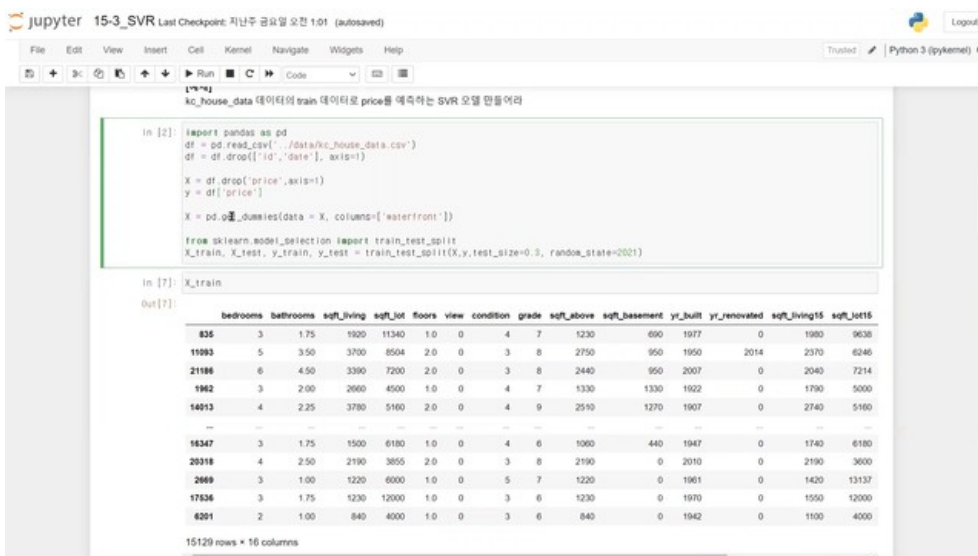 jupyter 15-3_SVR Last Checkpoint: 지난주 금요일 오전 1:01 (autosaved)
Logout
File Edit View Insert Cell Kernel Navigate Widgets Help
Trusted Python 3 (ipykernel)
Run Code
[예제]
kc_house_data 데이터의 train 데이터로 price를 예측하는 SVR 모델 만들어라
In [2]: import pandas as pd
df = pd.read_csv('../data/kc_house_data.csv')
df = df.drop(['id','date'], axis=1)
X = df.drop('price',axis=1)
y = df['price']
X = pd.get_dummies(data = X, columns=['waterfront'])
from sklearn.model_selection import train_test_split
X_train, X_test, y_train, y_test = train_test_split(X,y,test_size=0.3, random_state=2021)
In [7]: X_train
Out[7]:
bedrooms bathrooms sqft_living sqft_lot floors view condition grade sqft_above sqft_basement yr_built yr_renovated sqft_living15 sqft_lot15
835 3 1.75 1920 11340 1.0 0 4 7 1230 690 1977 0 1980 9638
11093 5 3.50 3700 8504 2.0 0 3 8 2750 950 1950 2014 2370 6246
21186 6 4.50 3390 7200 2.0 0 3 8 2440 950 2007 0 2040 7214
1962 3 2.00 2660 4500 1.0 0 4 7 1330 1330 1922 0 1790 5000
14013 4 2.25 3780 5160 2.0 0 4 9 2510 1270 1907 0 2740 5160
... ... ... ... ... ... ... ... ... ... ... ... ... ... ...
16347 3 1.75 1500 6180 1.0 0 4 6 1060 440 1947 0 1740 6180
20318 4 2.50 2190 3855 2.0 0 3 8 2190 0 2010 0 2190 3600
2669 3 1.00 1220 6000 1.0 0 5 7 1220 0 1961 0 1420 13137
17536 3 1.75 1230 12000 1.0 0 3 6 1230 0 1970 0 1550 12000
6201 2 1.00 840 4000 1.0 0 3 6 840 0 1942 0 1100 4000
15129 rows × 16 columns